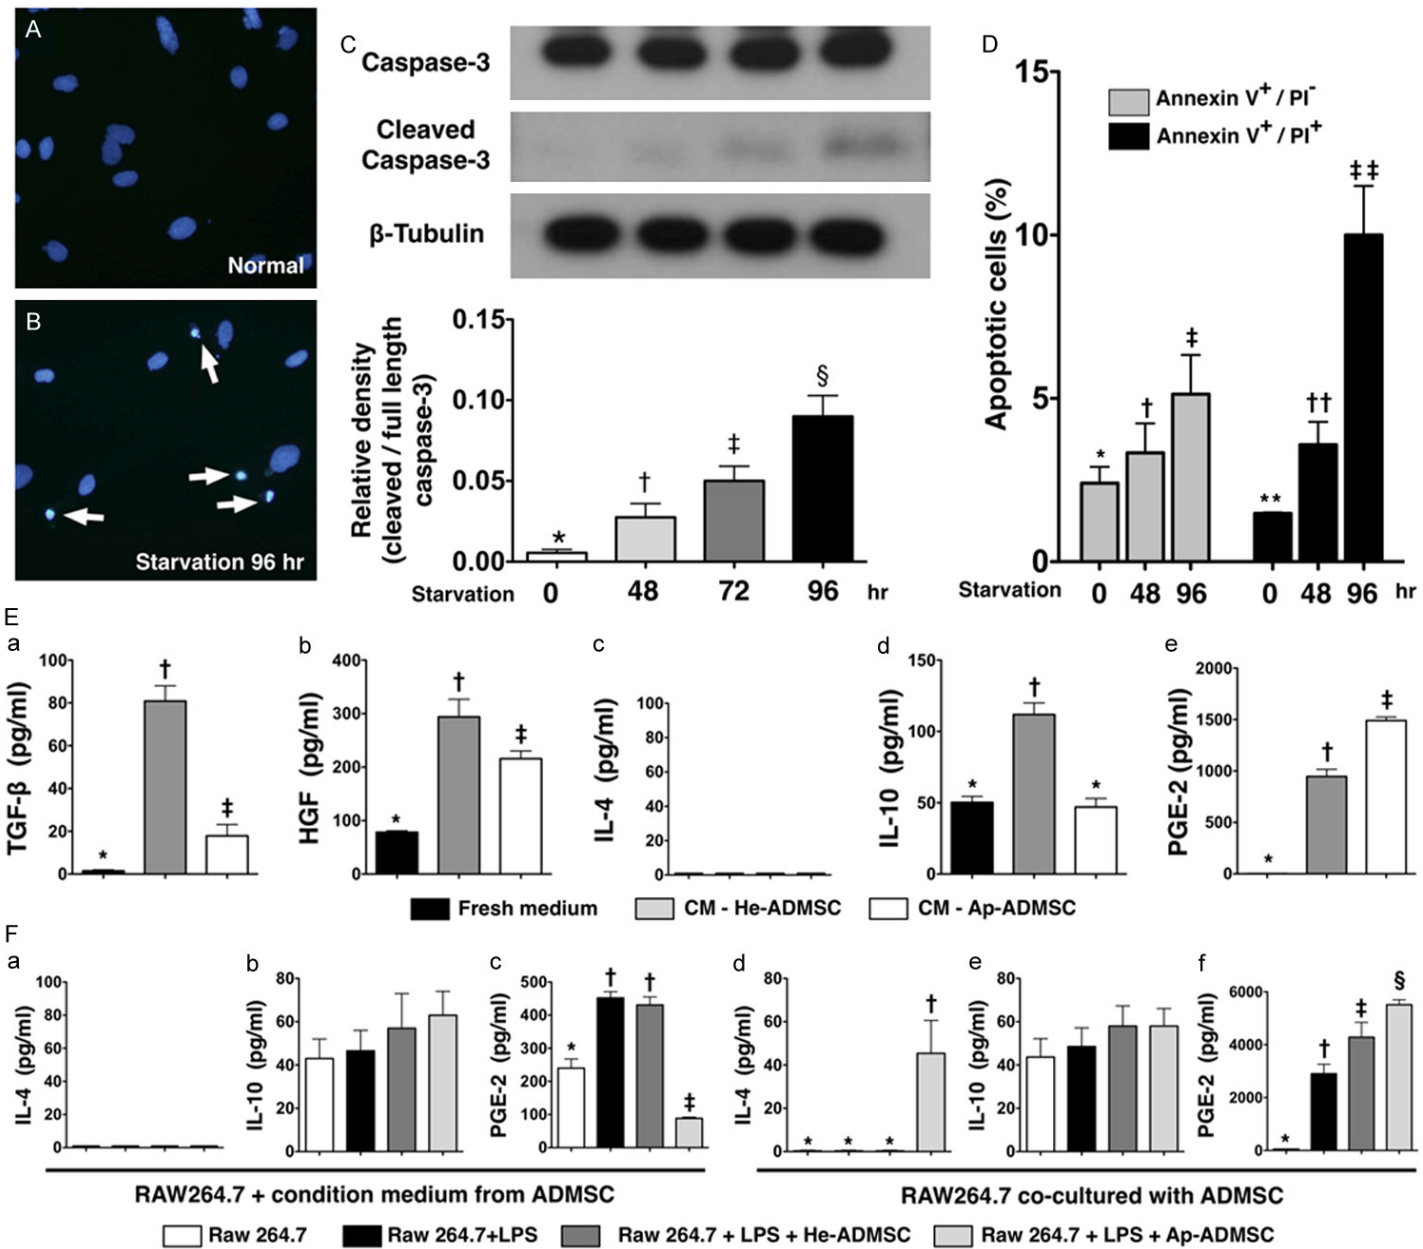 A
Normal
B
Starvation 96 hr
C
Caspase-3
Cleaved
Caspase-3
β-Tubulin
Relative density
(cleaved / full length
caspase-3)
0.15
0.10
0.05
0.00
*
†
‡
§
Starvation 0 48 72 96 hr
D
Annexin V+ / PI-
Annexin V+ / PI+
Apoptotic cells (%)
15
10
5
0
*
†
‡
**
††
‡‡
Starvation 0 48 96 0 48 96 hr
E
a
TGF-β (pg/ml)
100
80
60
40
20
0
*
†
‡
b
HGF (pg/ml)
400
300
200
100
0
*
†
‡
c
IL-4 (pg/ml)
100
80
60
40
20
0
d
IL-10 (pg/ml)
150
100
50
0
*
†
*
e
PGE-2 (pg/ml)
2000
1500
1000
500
0
*
†
‡
Fresh medium CM - He-ADMSC CM - Ap-ADMSC
F
a
IL-4 (pg/ml)
100
80
60
40
20
0
b
IL-10 (pg/ml)
80
60
40
20
0
c
PGE-2 (pg/ml)
500
400
300
200
100
0
*
†
†
‡
d
IL-4 (pg/ml)
80
60
40
20
0
*
*
*
†
e
IL-10 (pg/ml)
80
60
40
20
0
f
PGE-2 (pg/ml)
6000
4000
2000
0
*
†
‡
§
RAW264.7 + condition medium from ADMSC
RAW264.7 co-cultured with ADMSC
Raw 264.7 Raw 264.7+LPS Raw 264.7 + LPS + He-ADMSC Raw 264.7 + LPS + Ap-ADMSC